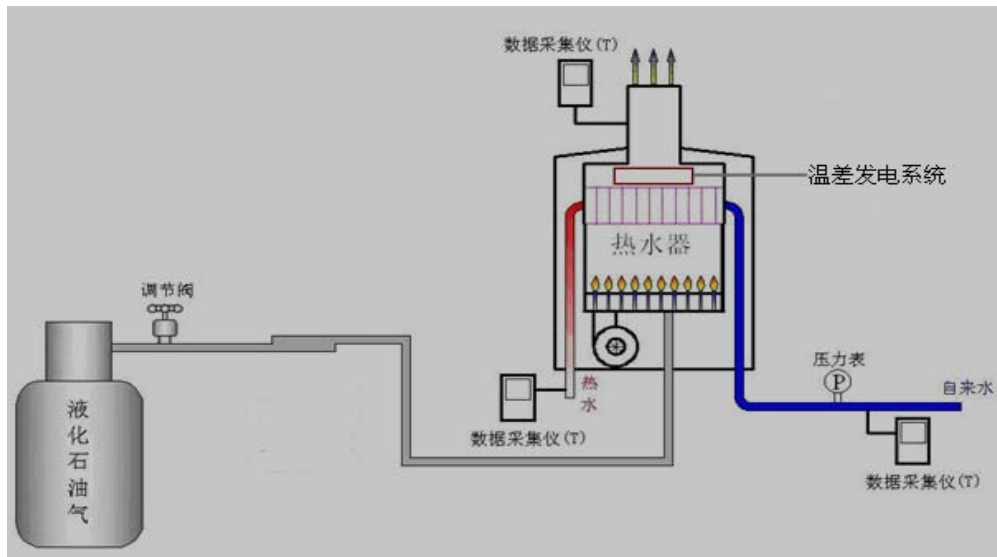 数据采集仪(T)
温差发电系统
热水器
调节阀
压力表
P
自来水
热
水
数据采集仪(T)
数据采集仪(T)
液
化
石
油
气